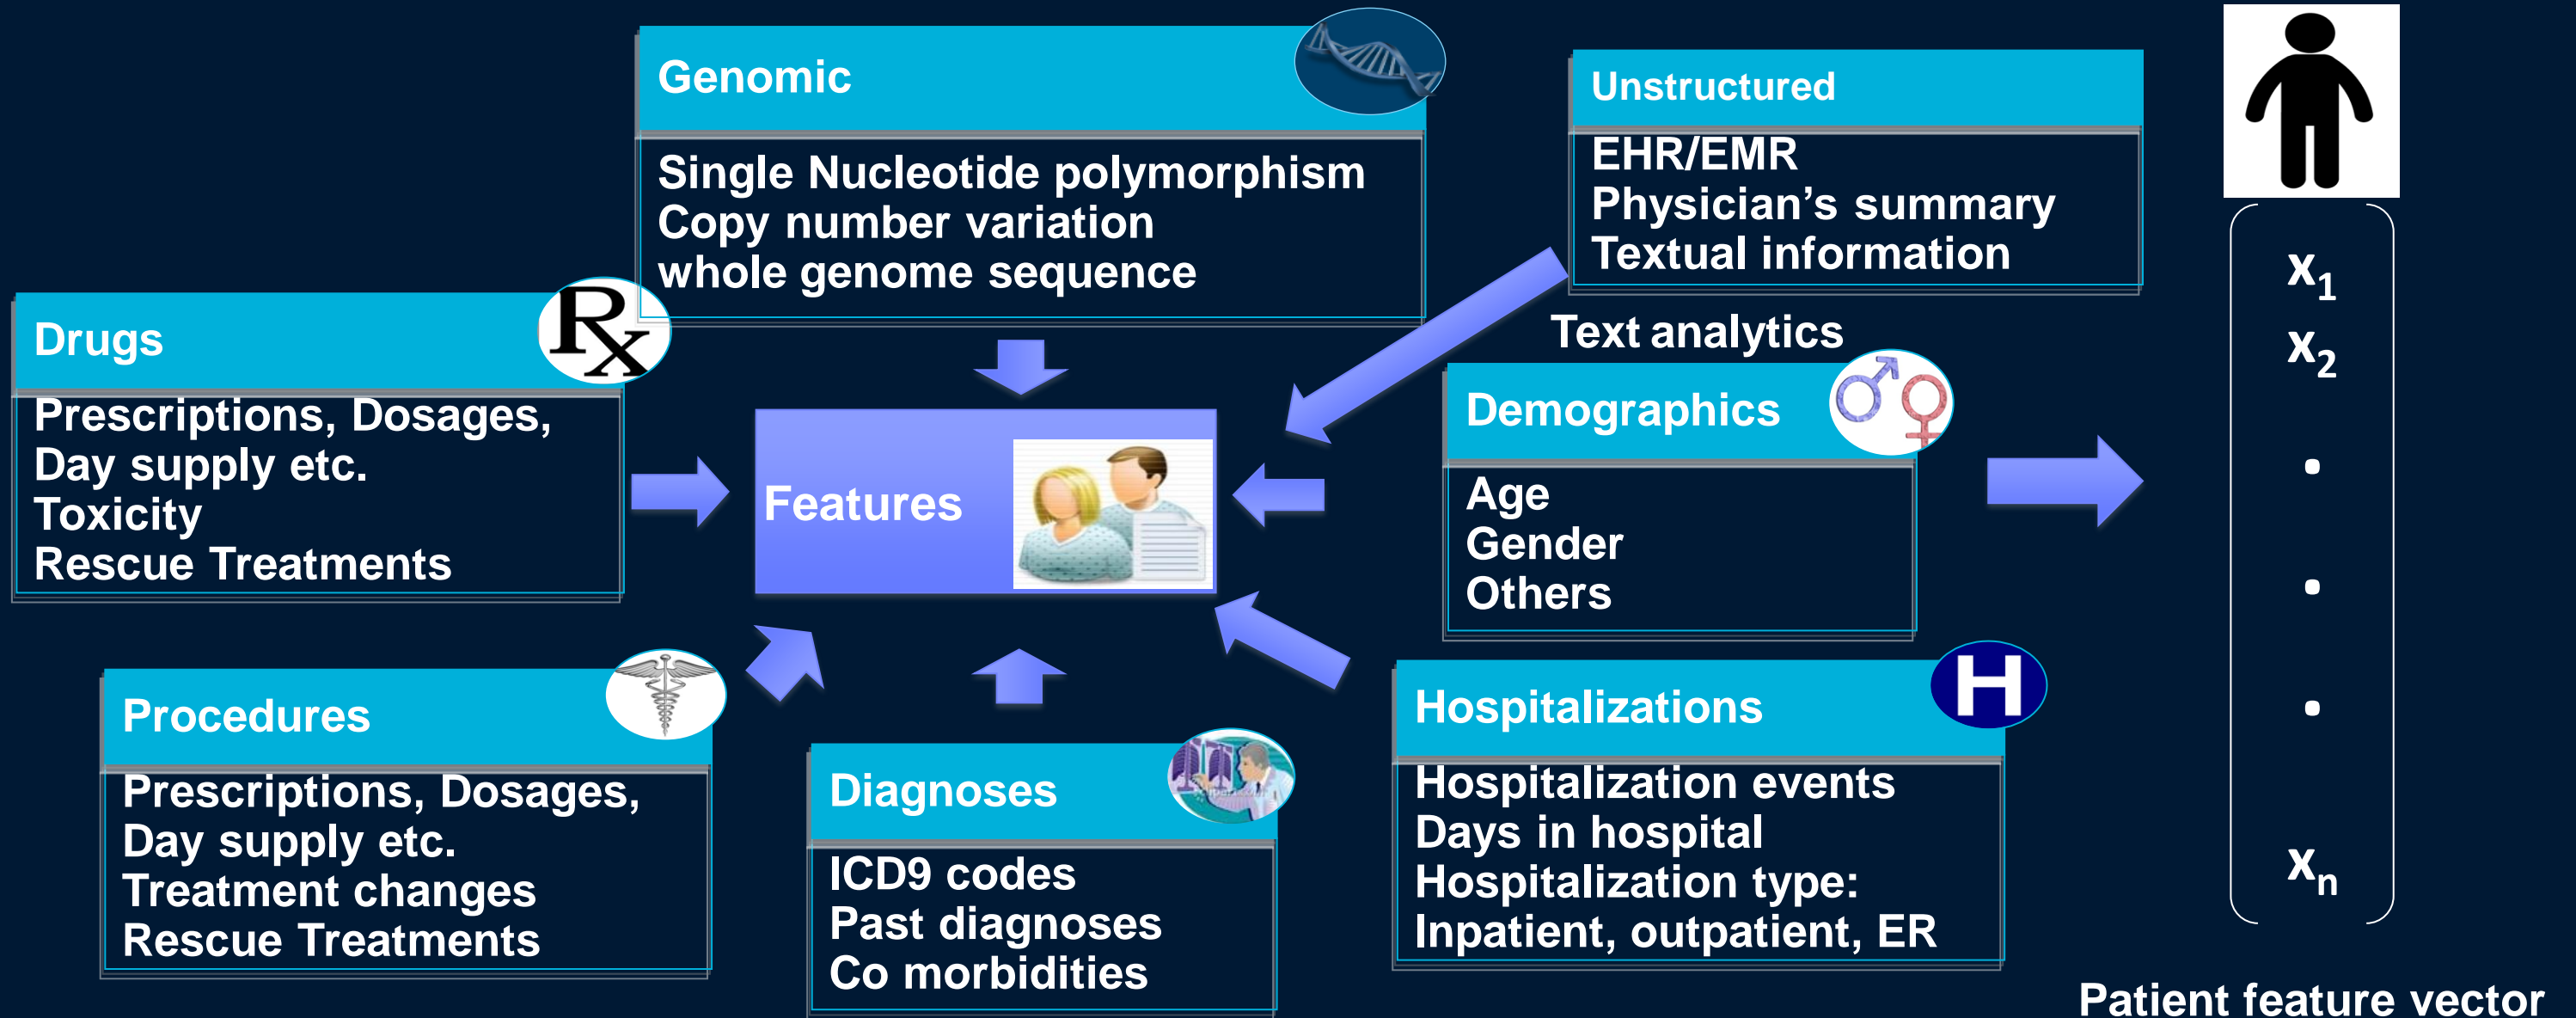 Genomic
Single Nucleotide polymorphism
Copy number variation
whole genome sequence
Unstructured
EHR/EMR
Physician’s summary
Textual information
Text analytics
Drugs
Rx
Prescriptions, Dosages,
Day supply etc.
Toxicity
Rescue Treatments
Features
Demographics
Age
Gender
Others
Procedures
Prescriptions, Dosages,
Day supply etc.
Treatment changes
Rescue Treatments
Diagnoses
ICD9 codes
Past diagnoses
Co morbidities
Hospitalizations
H
Hospitalization events
Days in hospital
Hospitalization type:
Inpatient, outpatient, ER
x₁
x₂
.
.
.
xₙ
Patient feature vector